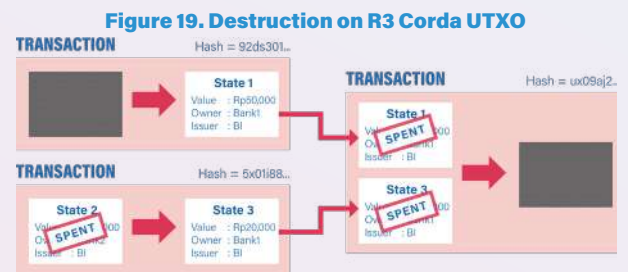 Figure 19. Destruction on R3 Corda UTXO
TRANSACTION
Hash = 92ds301...
State 1
Value : Rp50,000
Owner : Bank1
Issuer : BI
TRANSACTION
Hash = 5x01i88...
State 2
SPENT
Issuer : BI
State 3
Value : Rp20,000
Owner : Bank1
Issuer : BI
TRANSACTION
Hash = ux09aj2..
State 1
SPENT
Issuer : BI
State 3
SPENT
Issuer : BI